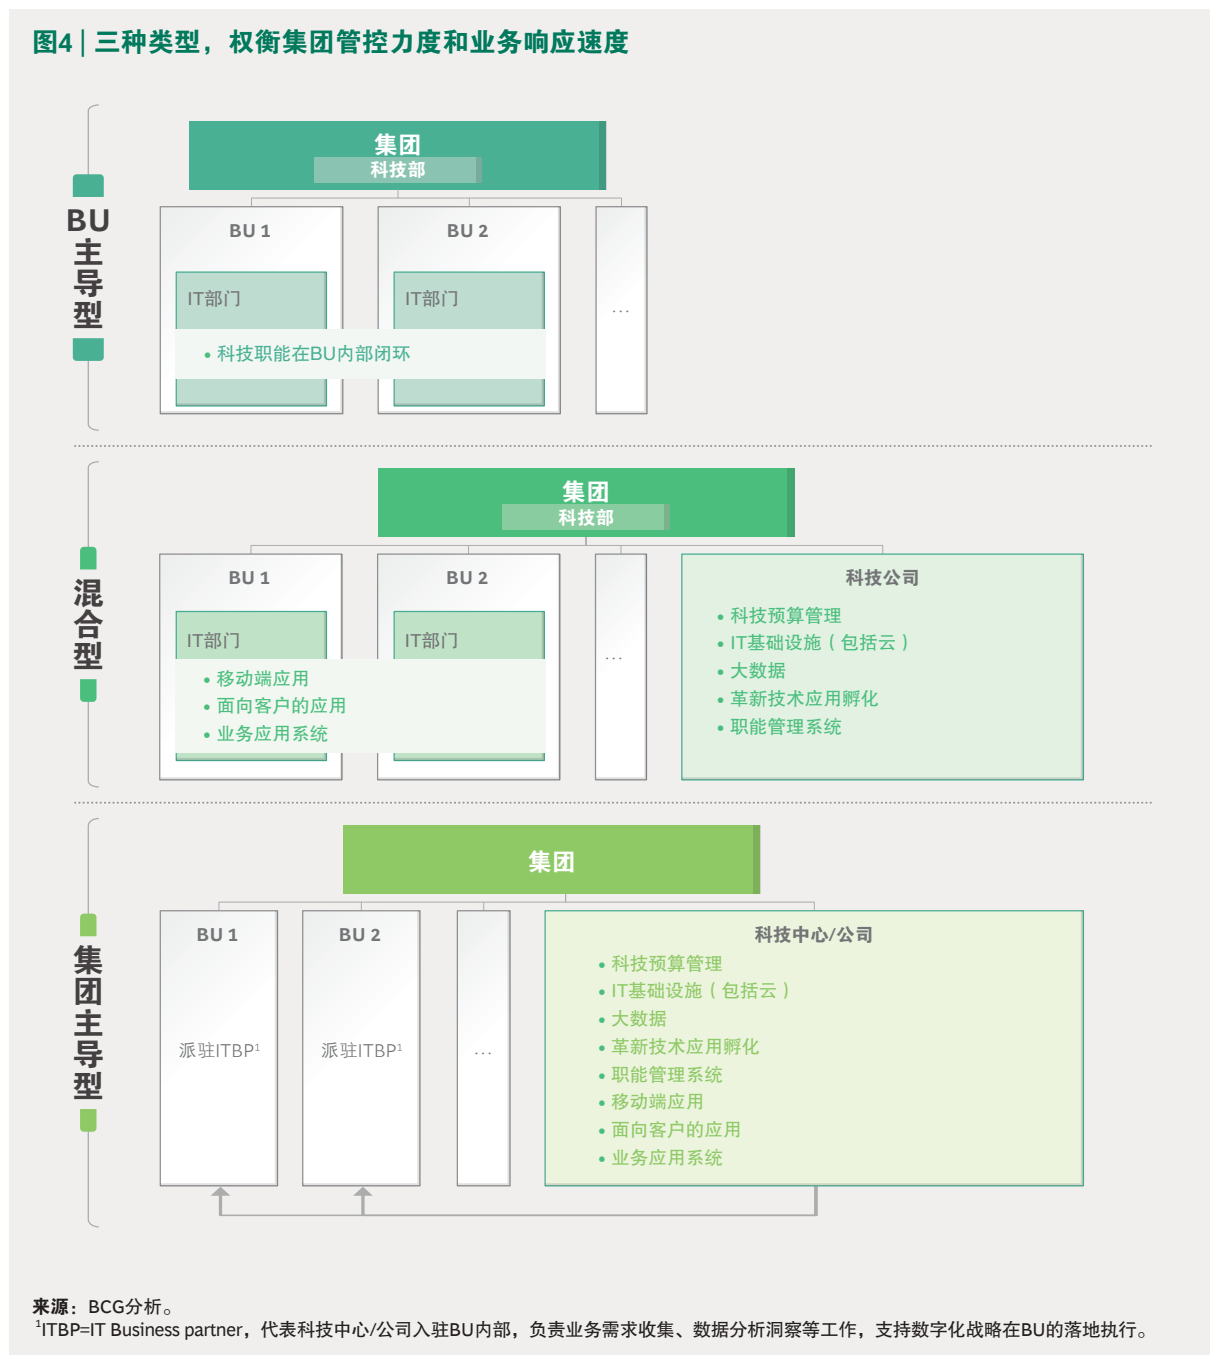 图4 | 三种类型，权衡集团管控力度和业务响应速度
BU主导型
集团
科技部
BU 1
BU 2
IT部门
IT部门
…
• 科技职能在BU内部闭环
混合型
集团
科技部
BU 1
BU 2
IT部门
IT部门
…
• 移动端应用
• 面向客户的应用
• 业务应用系统
科技公司
• 科技预算管理
• IT基础设施（包括云）
• 大数据
• 革新技术应用孵化
• 职能管理系统
集团主导型
集团
BU 1
BU 2
派驻ITBP¹
派驻ITBP¹
…
科技中心/公司
• 科技预算管理
• IT基础设施（包括云）
• 大数据
• 革新技术应用孵化
• 职能管理系统
• 移动端应用
• 面向客户的应用
• 业务应用系统
来源：BCG分析。
¹ITBP=IT Business partner，代表科技中心/公司入驻BU内部，负责业务需求收集、数据分析洞察等工作，支持数字化战略在BU的落地执行。